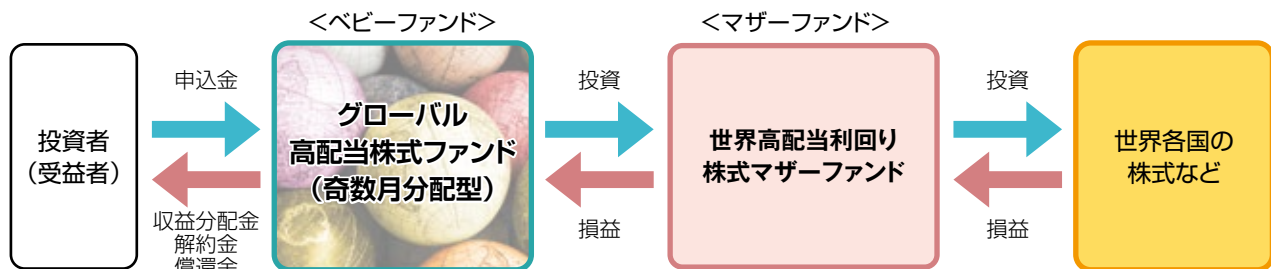 <ベビーファンド>
<マザーファンド>
投資者
(受益者)
申込金
収益分配金
解約金
償還金
グローバル
高配当株式ファンド
(奇数月分配型)
投資
損益
世界高配当利回り
株式マザーファンド
投資
損益
世界各国の
株式など